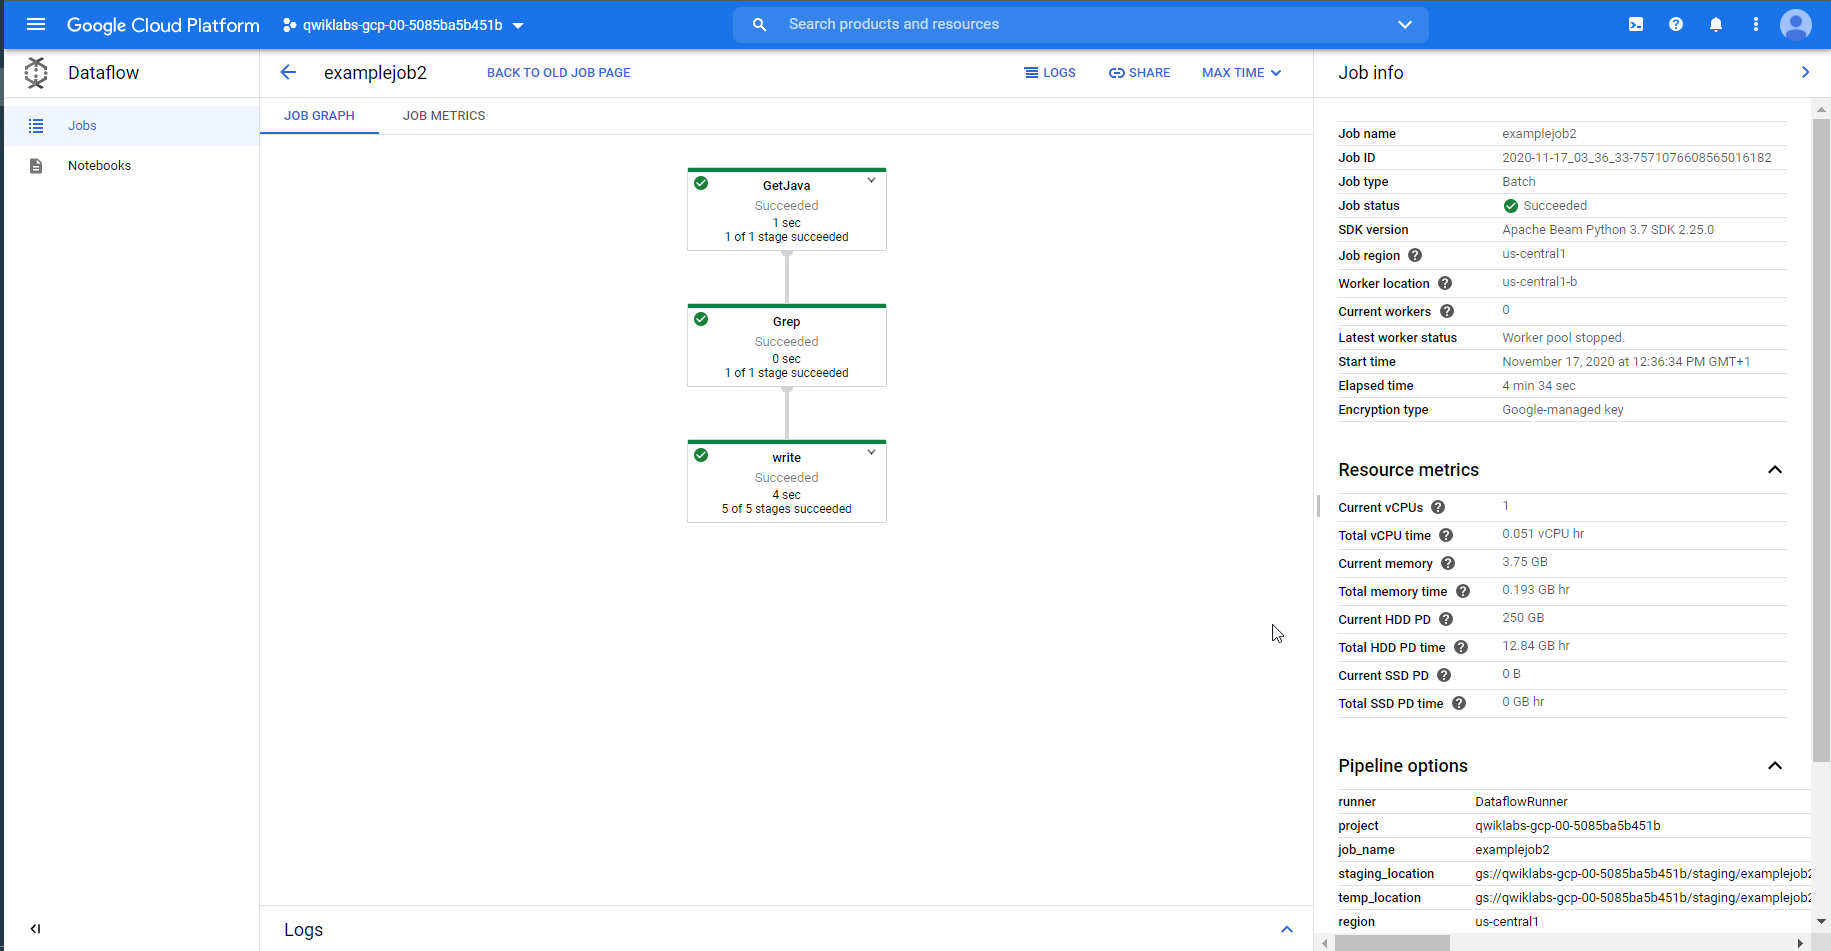 Google Cloud Platform
qwiklabs-gcp-00-5085ba5b451b
Search products and resources
Dataflow
Jobs
Notebooks
examplejob2
BACK TO OLD JOB PAGE
LOGS
SHARE
MAX TIME
JOB GRAPH
JOB METRICS
GetJava
Succeeded
1 sec
1 of 1 stage succeeded
Grep
Succeeded
0 sec
1 of 1 stage succeeded
write
Succeeded
4 sec
5 of 5 stages succeeded
Logs
Job info
Job name examplejob2
Job ID 2020-11-17_03_36_33-7571076608565016182
Job type Batch
Job status Succeeded
SDK version Apache Beam Python 3.7 SDK 2.25.0
Job region us-central1
Worker location us-central1-b
Current workers 0
Latest worker status Worker pool stopped.
Start time November 17, 2020 at 12:36:34 PM GMT+1
Elapsed time 4 min 34 sec
Encryption type Google-managed key
Resource metrics
Current vCPUs 1
Total vCPU time 0.051 vCPU hr
Current memory 3.75 GB
Total memory time 0.193 GB hr
Current HDD PD 250 GB
Total HDD PD time 12.84 GB hr
Current SSD PD 0 B
Total SSD PD time 0 GB hr
Pipeline options
runner DataflowRunner
project qwiklabs-gcp-00-5085ba5b451b
job_name examplejob2
staging_location gs://qwiklabs-gcp-00-5085ba5b451b/staging/examplejob2
temp_location gs://qwiklabs-gcp-00-5085ba5b451b/staging/examplejob2
region us-central1